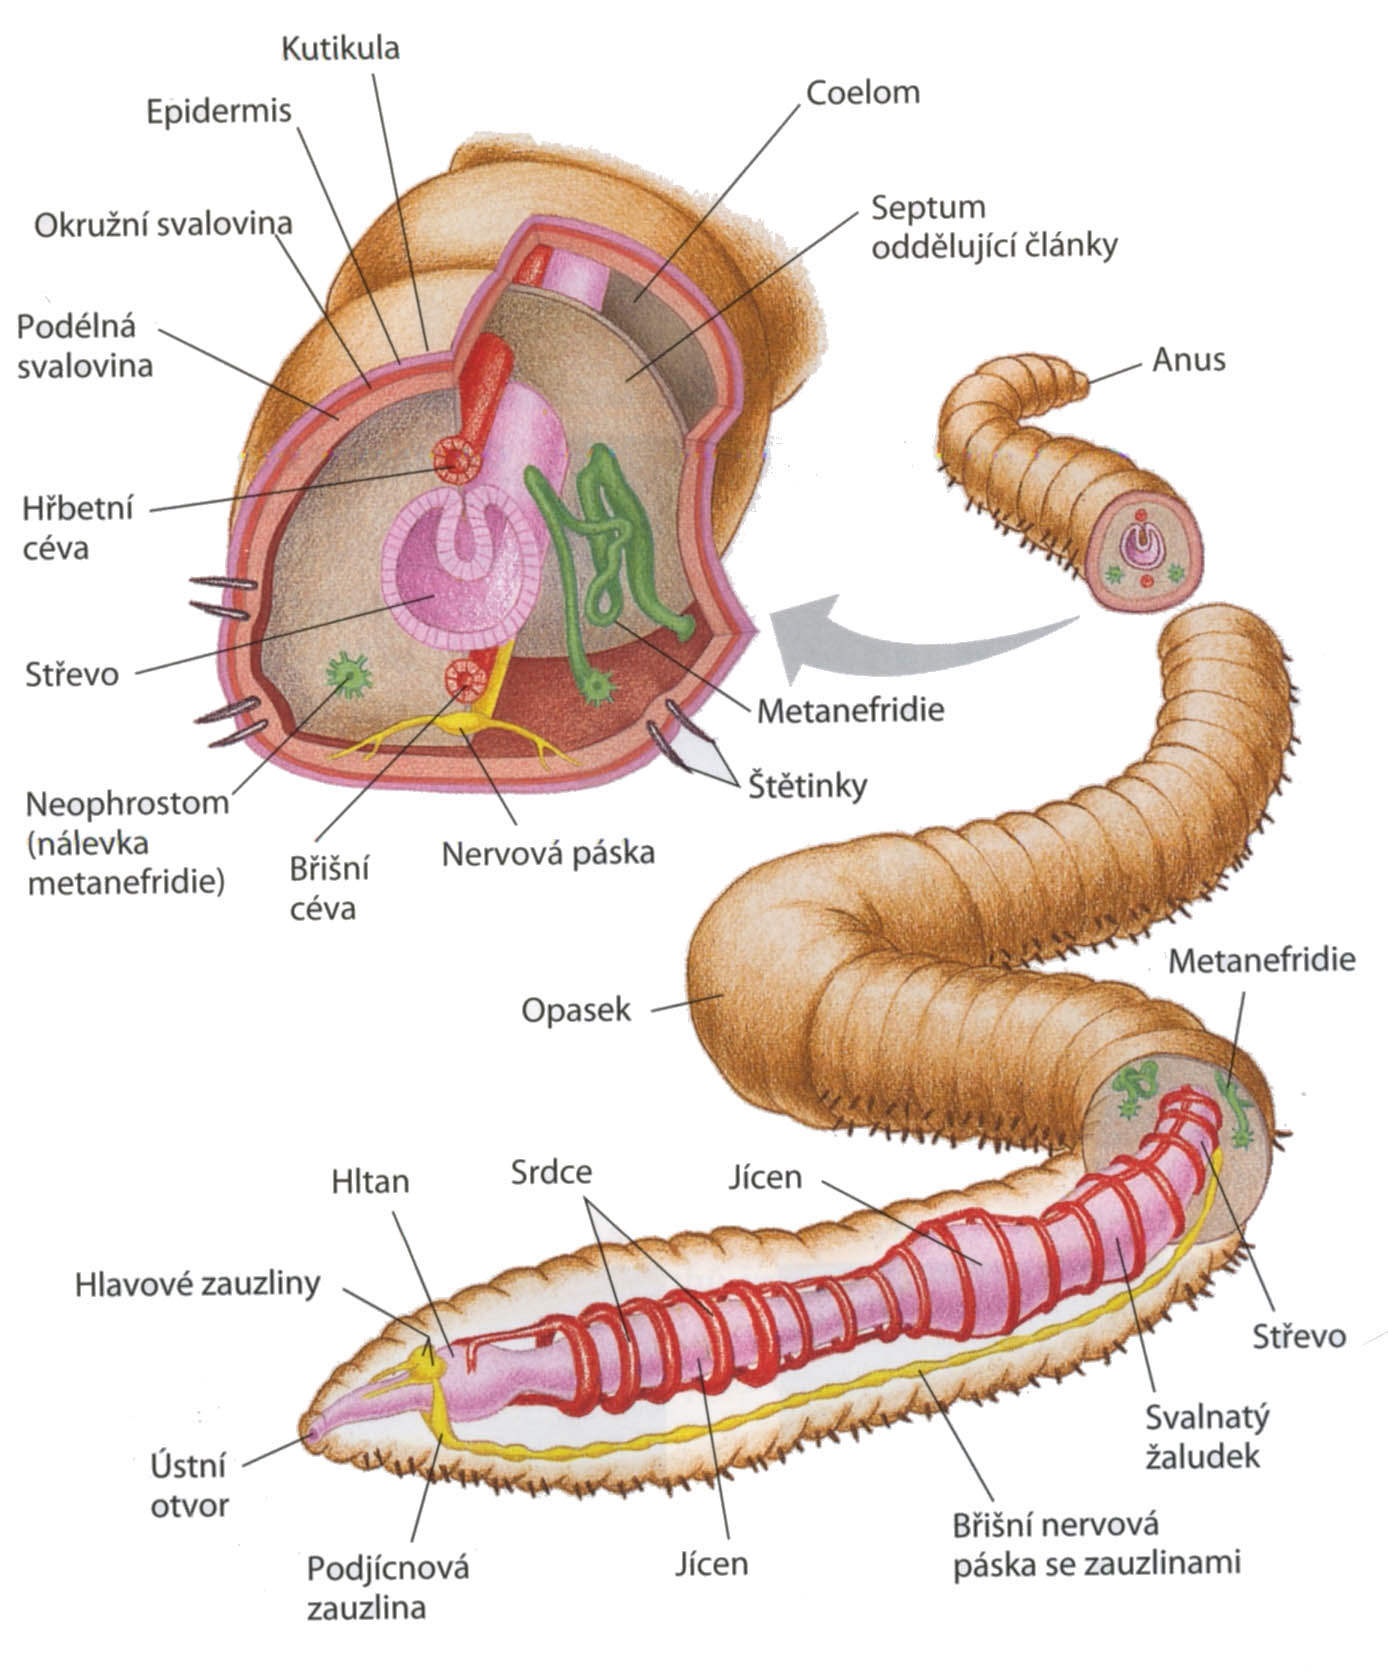 Kutikula
Epidermis
Coelom
Okružní svalovina
Septum
oddělující články
Podélná
svalovina
Anus
Hřbetní
céva
Střevo
Metanefridie
Štětinky
Neophrostom
(nálevka
metanefridie)
Břišní
céva
Nervová páska
Metanefridie
Opasek
Hltan
Srdce
Jícen
Hlavové zauzliny
Střevo
Svalnatý
žaludek
Ústní
otvor
Břišní nervová
páska se zauzlinami
Podjícnová
zauzlina
Jícen